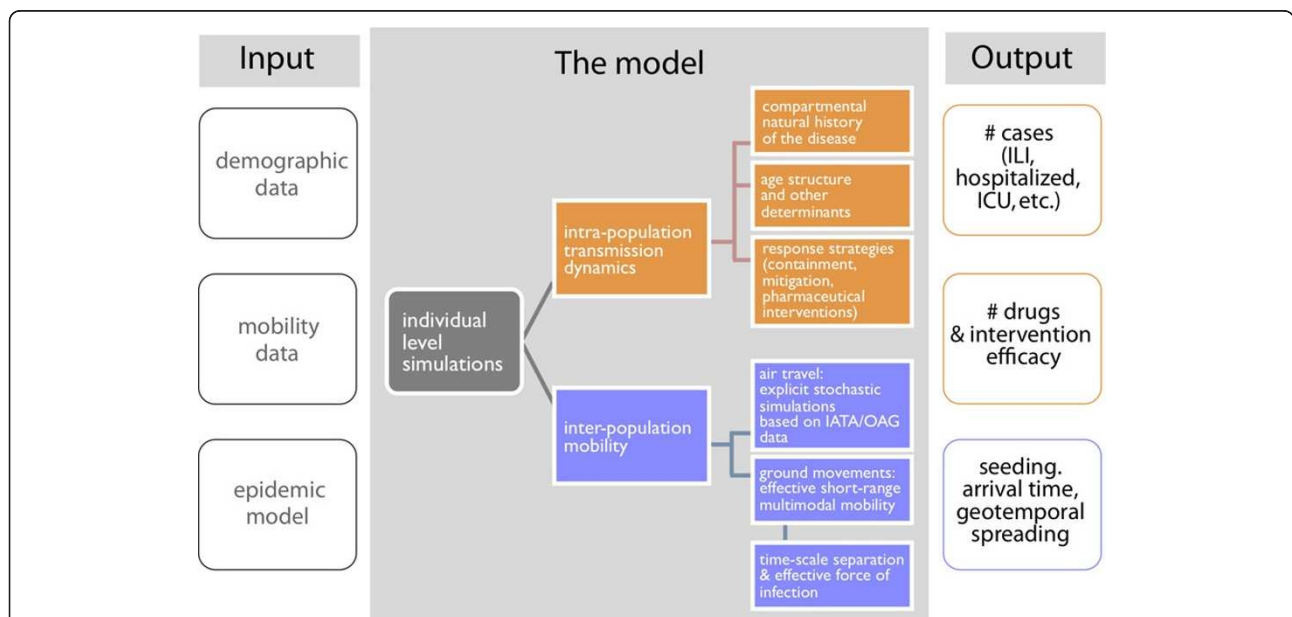 Input
demographic
data
mobility
data
epidemic
model
The model
individual
level
simulations
intra-population
transmission
dynamics
compartmental
natural history
of the disease
age structure
and other
determinants
response strategies
(containment,
mitigation,
pharmaceutical
interventions)
inter-population
mobility
air travel:
explicit stochastic
simulations
based on IATA/OAG
data
ground movements:
effective short-range
multimodal mobility
time-scale separation
& effective force of
infection
Output
# cases
(ILI,
hospitalized,
ICU, etc.)
# drugs
& intervention
efficacy
seeding.
arrival time,
geotemporal
spreading